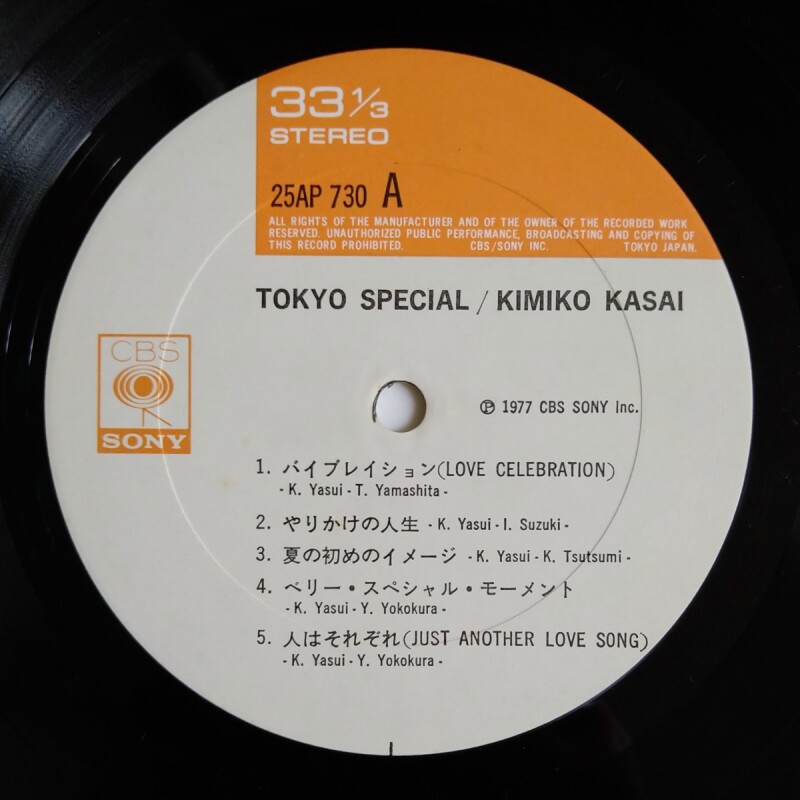 33 1/3
STEREO
25AP 730 A
ALL RIGHTS OF THE MANUFACTURER AND OF THE OWNER OF THE RECORDED WORK
RESERVED. UNAUTHORIZED PUBLIC PERFORMANCE, BROADCASTING AND COPYING OF
THIS RECORD PROHIBITED. CBS/SONY INC. TOKYO JAPAN.
TOKYO SPECIAL / KIMIKO KASAI
CBS
SONY
℗ 1977 CBS SONY Inc.
1. バイブレイション(LOVE CELEBRATION)
- K. Yasui - T. Yamashita -
2. やりかけの人生 - K. Yasui - I. Suzuki -
3. 夏の初めのイメージ - K. Yasui - K. Tsutsumi -
4. ベリー・スペシャル・モーメント
- K. Yasui - Y. Yokokura -
5. 人はそれぞれ(JUST ANOTHER LOVE SONG)
- K. Yasui - Y. Yokokura -